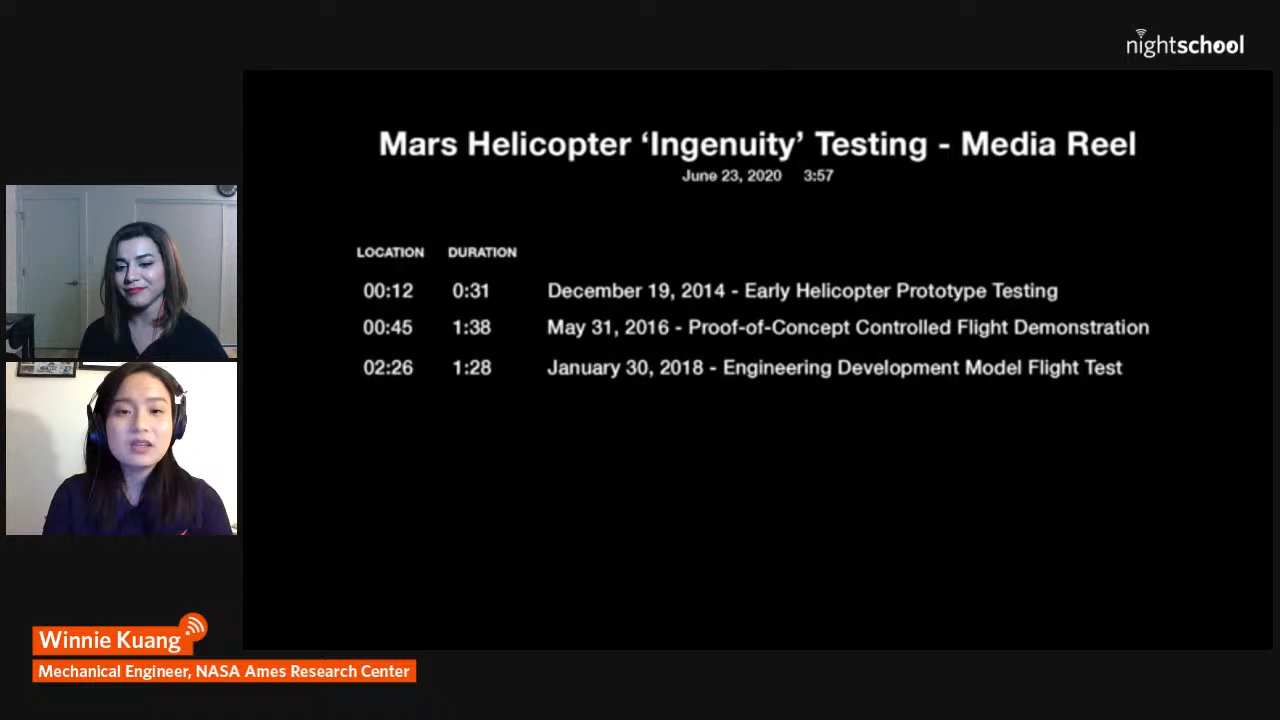 nightschool
Mars Helicopter ‘Ingenuity’ Testing - Media Reel
June 23, 2020 3:57
LOCATION DURATION
00:12 0:31 December 19, 2014 - Early Helicopter Prototype Testing
00:45 1:38 May 31, 2016 - Proof-of-Concept Controlled Flight Demonstration
02:26 1:28 January 30, 2018 - Engineering Development Model Flight Test
Winnie Kuang
Mechanical Engineer, NASA Ames Research Center